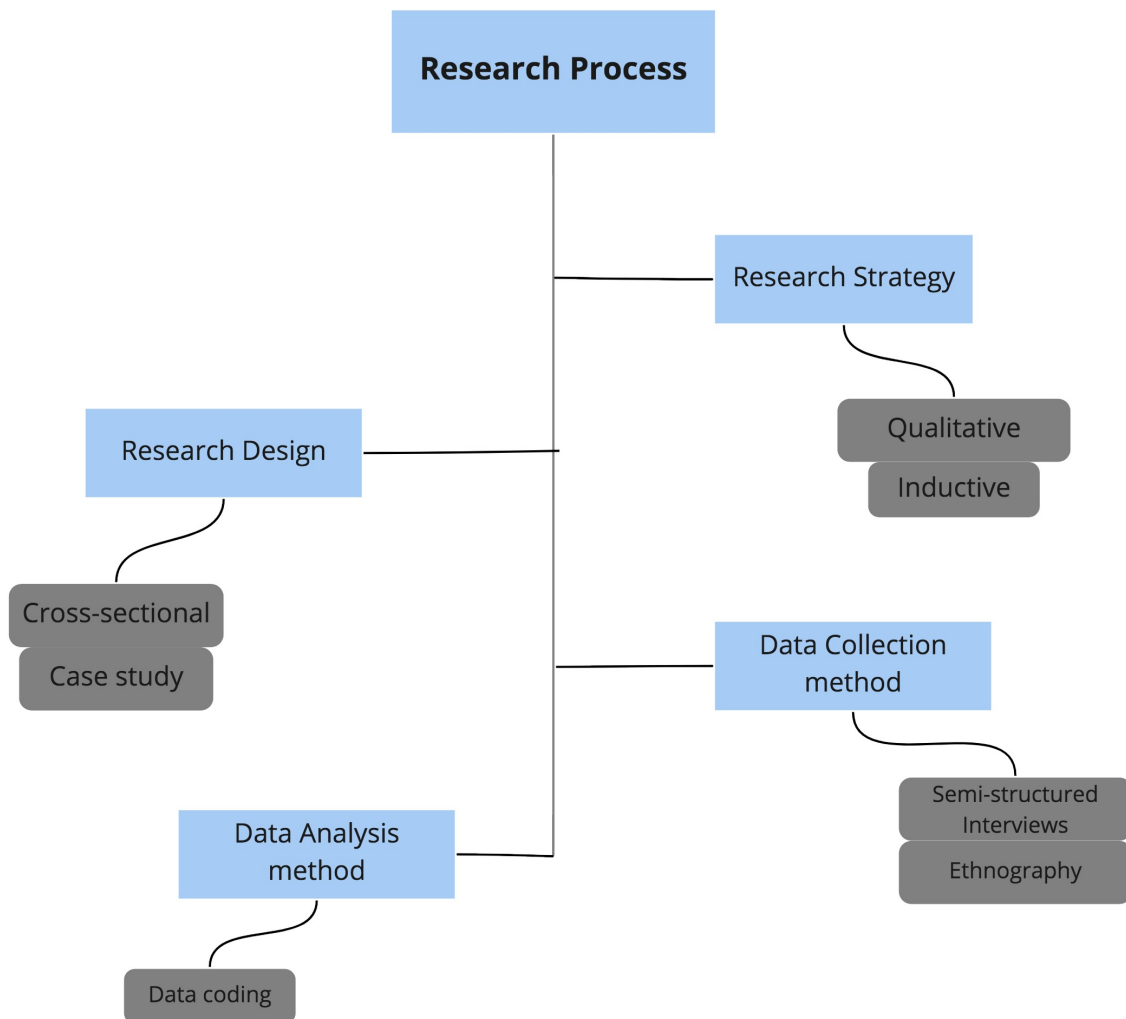 Research Process
Research Strategy
Qualitative
Inductive
Research Design
Cross-sectional
Case study
Data Collection
method
Semi-structured
Interviews
Ethnography
Data Analysis
method
Data coding